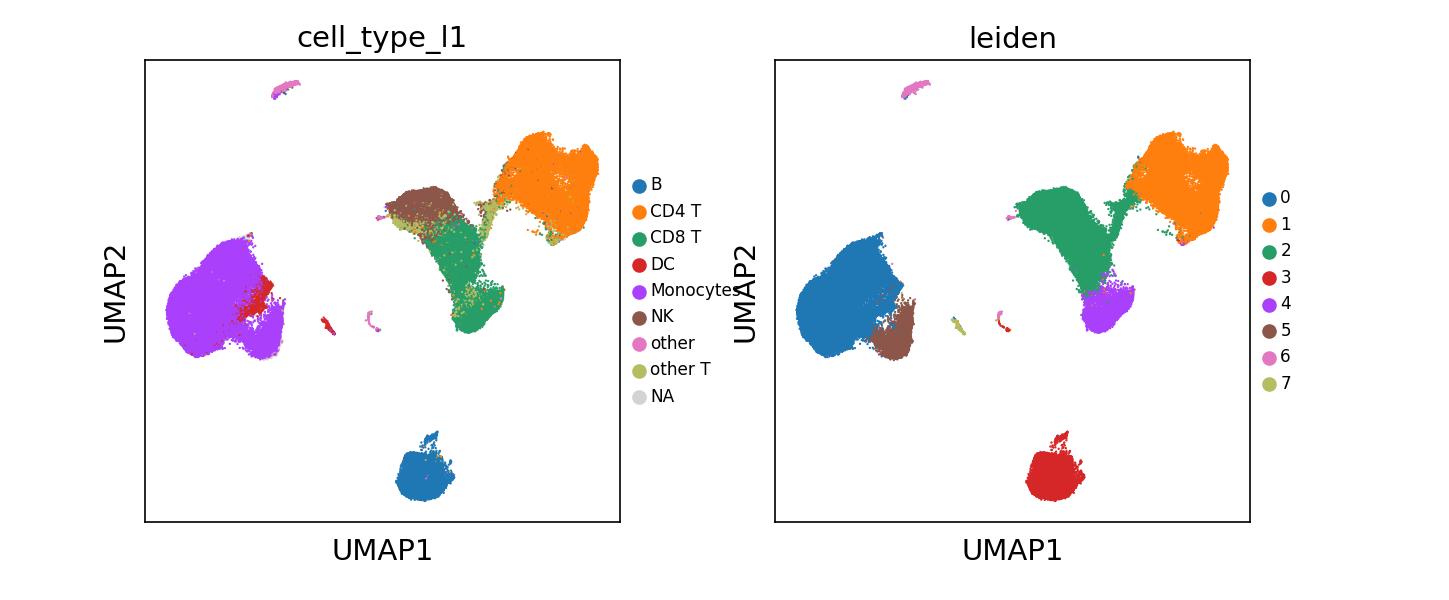 cell_type_l1
UMAP2
UMAP1
B
CD4 T
CD8 T
DC
Monocytes
NK
other
other T
NA
leiden
UMAP2
UMAP1
0
1
2
3
4
5
6
7